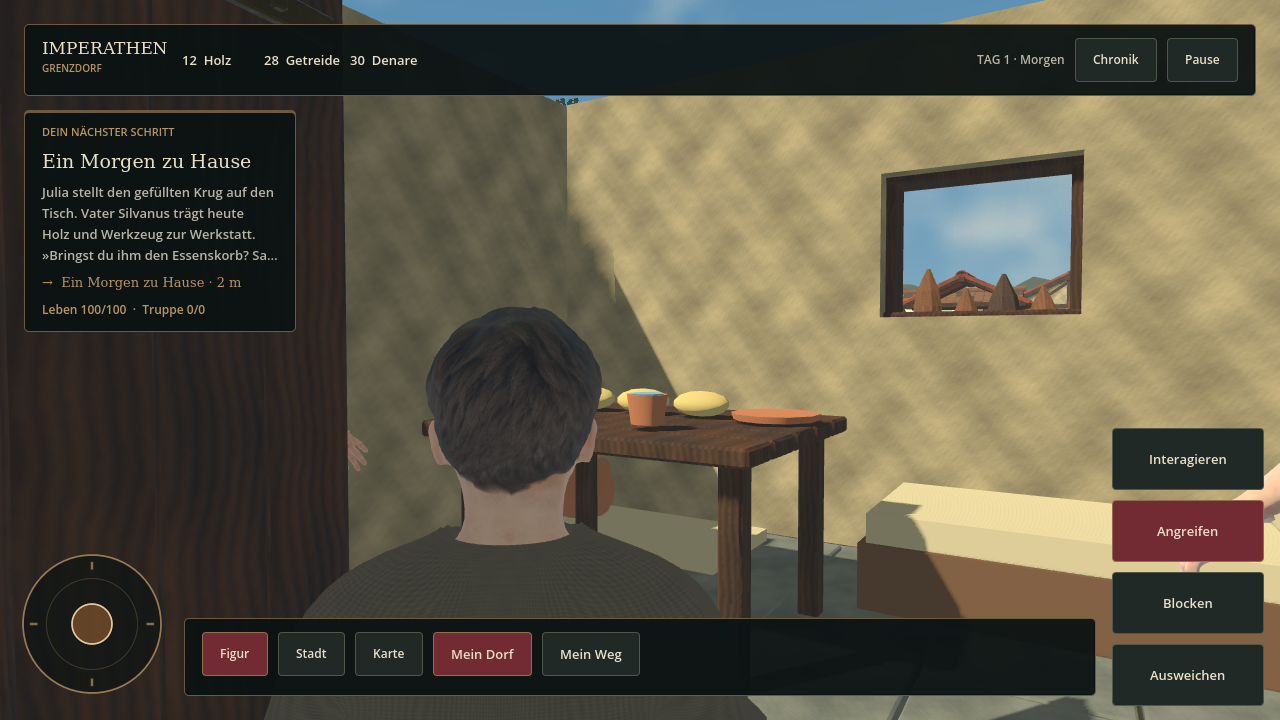 IMPERATHEN
GRENZDORF
12 Holz 28 Getreide 30 Denare
TAG 1 · Morgen
Chronik
Pause
DEIN NÄCHSTER SCHRITT
Ein Morgen zu Hause
Julia stellt den gefüllten Krug auf den
Tisch. Vater Silvanus trägt heute
Holz und Werkzeug zur Werkstatt.
»Bringst du ihm den Essenskorb? Sa...
→ Ein Morgen zu Hause · 2 m
Leben 100/100 · Truppe 0/0
Interagieren
Angreifen
Blocken
Ausweichen
Figur
Stadt
Karte
Mein Dorf
Mein Weg